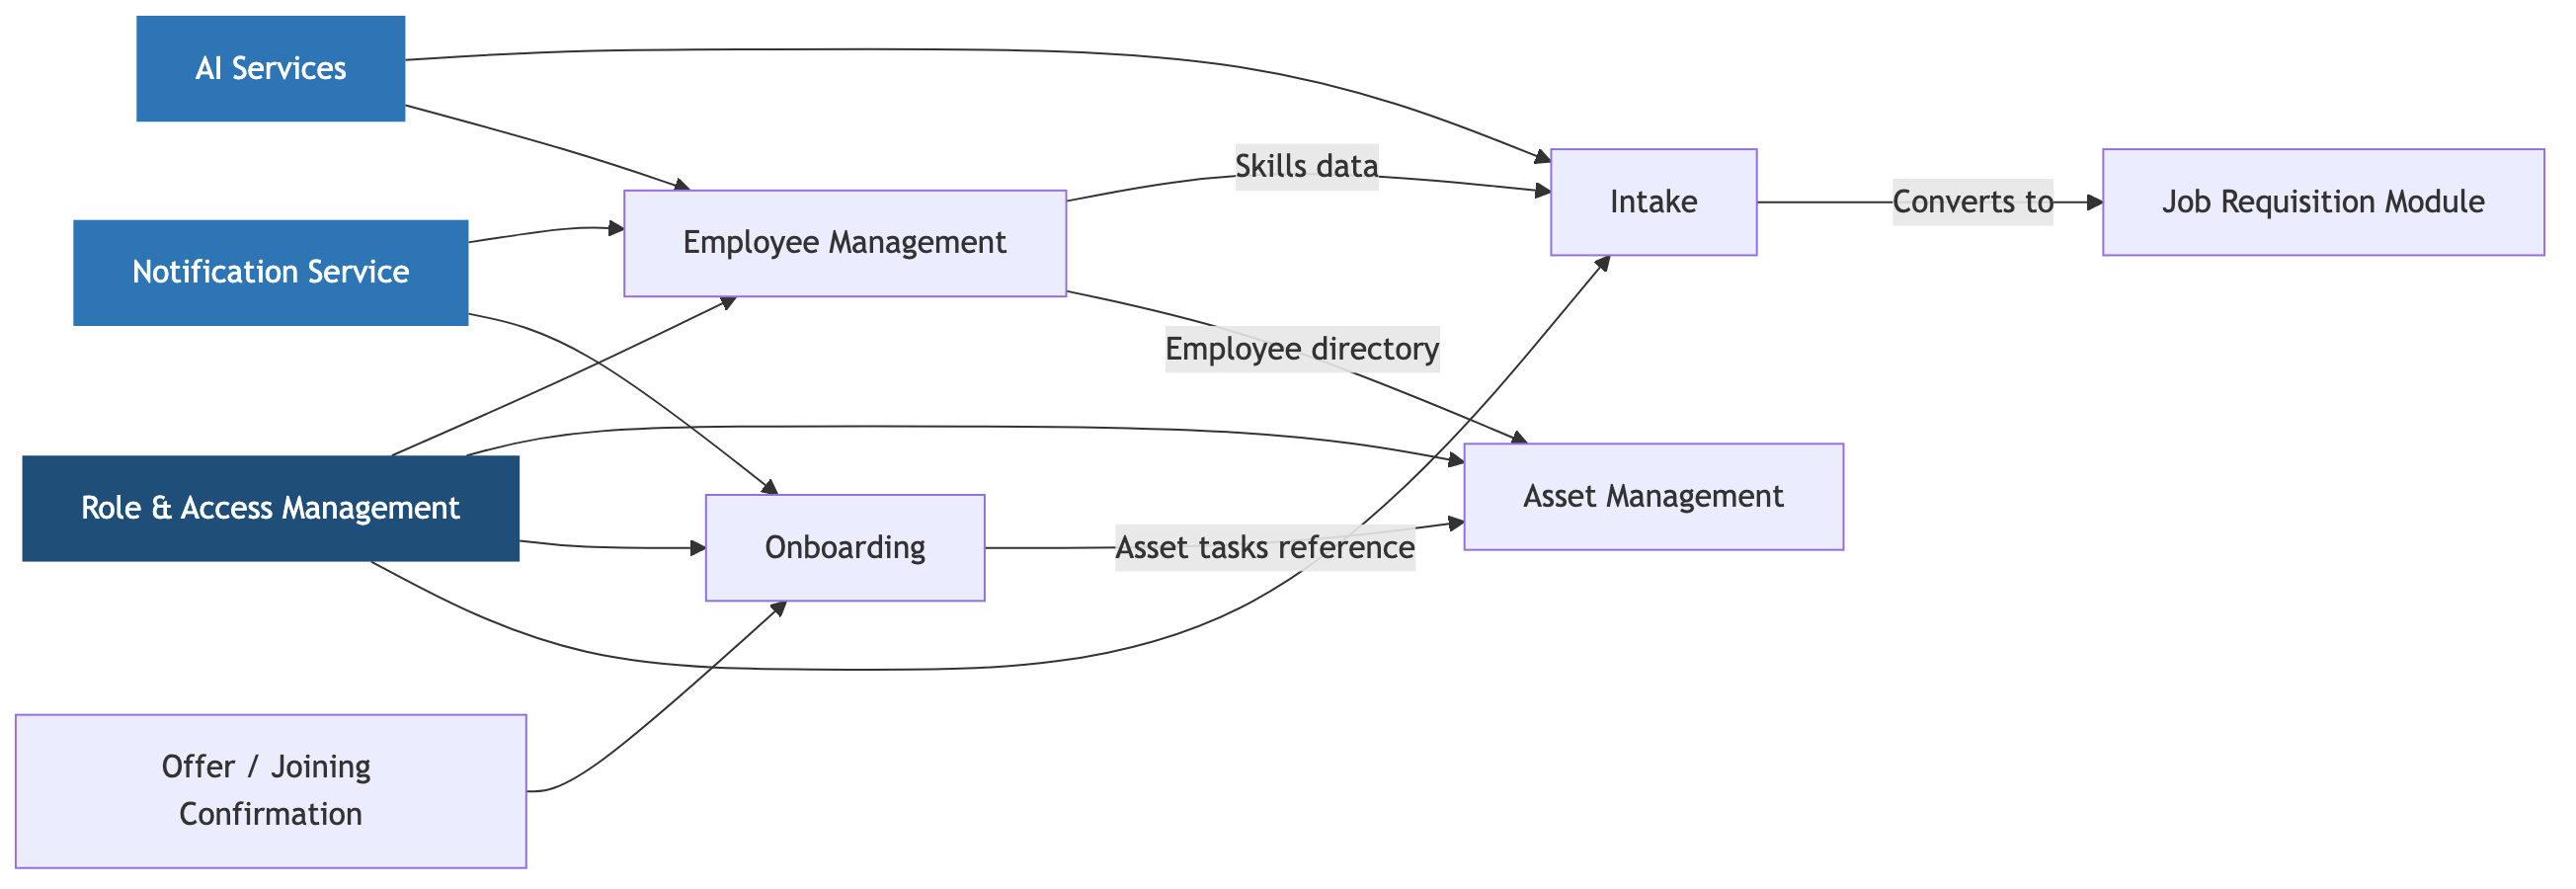 AI Services
Notification Service
Role & Access Management
Offer / Joining
Confirmation
Employee Management
Onboarding
Skills data
Employee directory
Asset tasks reference
Intake
Asset Management
Converts to
Job Requisition Module